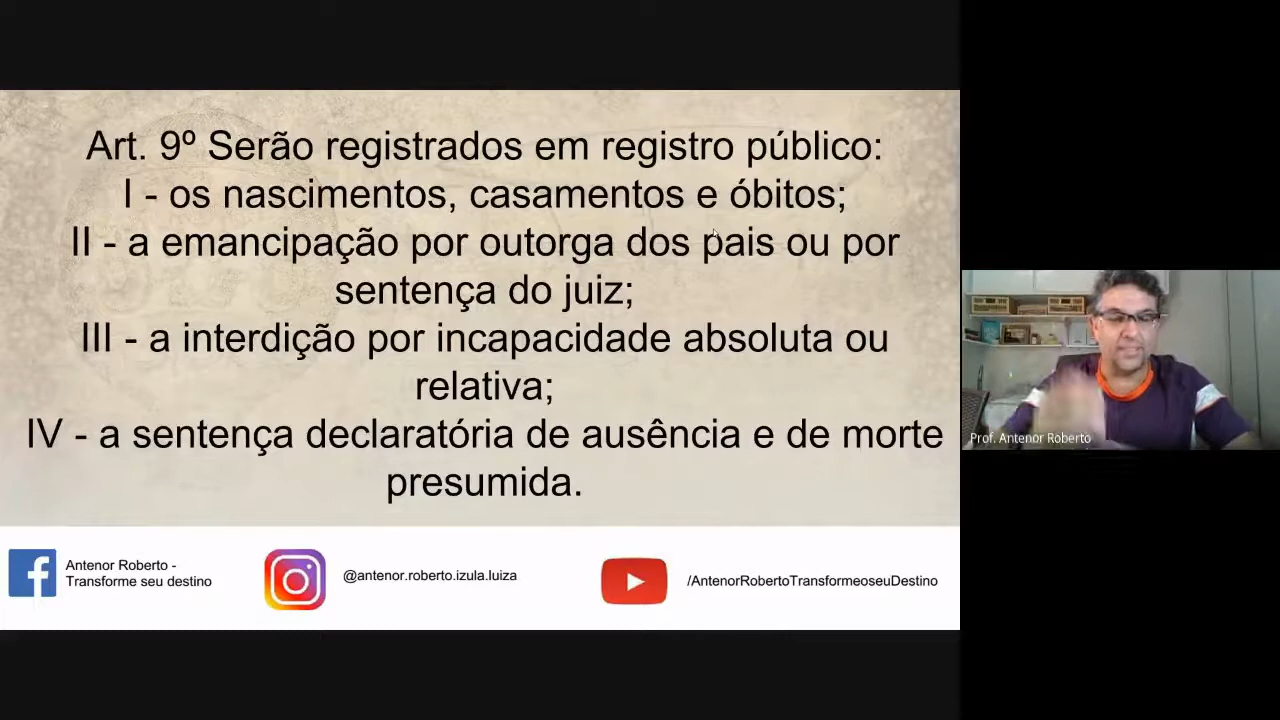 Art. 9º Serão registrados em registro público:
I - os nascimentos, casamentos e óbitos;
II - a emancipação por outorga dos pais ou por
sentença do juiz;
III - a interdição por incapacidade absoluta ou
relativa;
IV - a sentença declaratória de ausência e de morte
presumida.
Antenor Roberto -
Transforme seu destino
@antenor.roberto.izula.luiza
/AntenorRobertoTransformeoseuDestino
Prof. Antenor Roberto